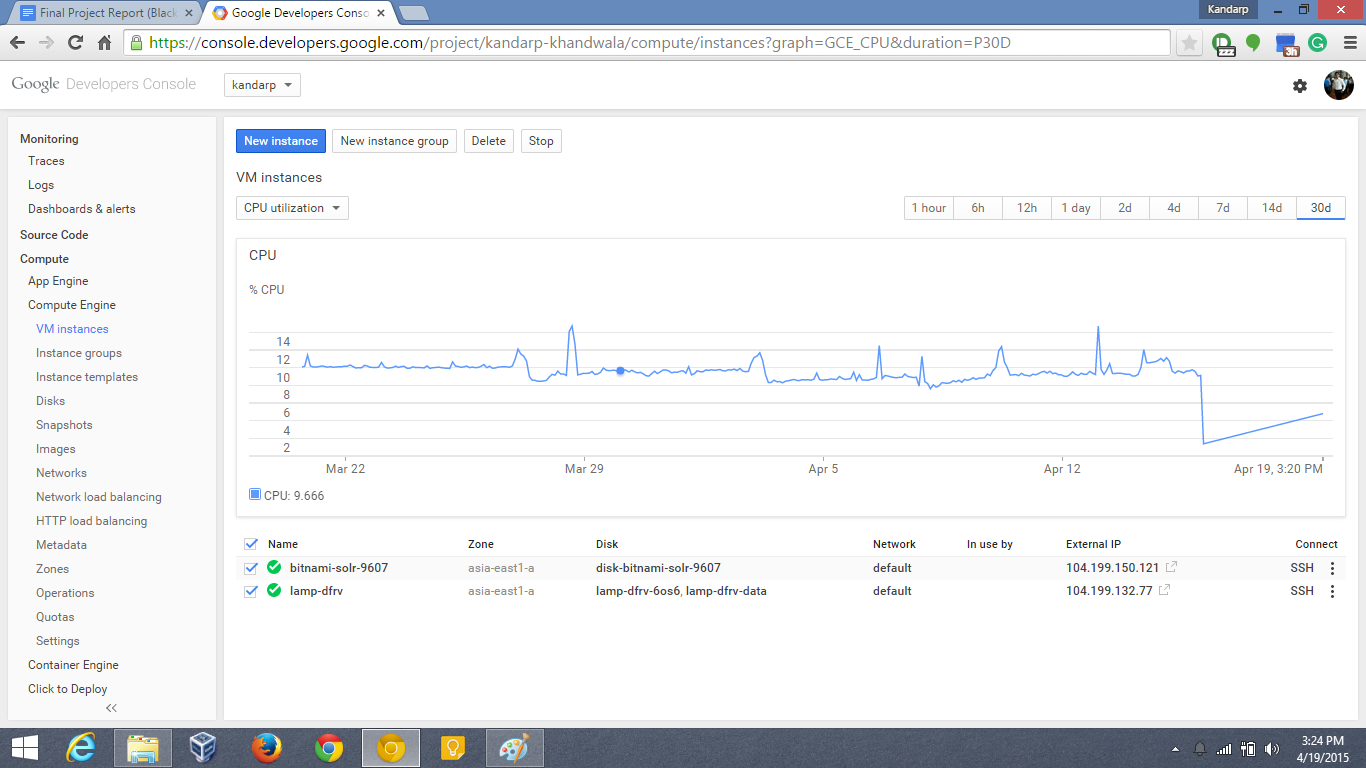 Final Project Report (Black
Google Developers Conso
Kandarp
https://console.developers.google.com/project/kandarp-khandwala/compute/instances?graph=GCE_CPU&duration=P30D
zzz
3h
Google Developers Console
kandarp
Monitoring
Traces
Logs
Dashboards & alerts
Source Code
Compute
App Engine
Compute Engine
VM instances
Instance groups
Instance templates
Disks
Snapshots
Images
Networks
Network load balancing
HTTP load balancing
Metadata
Zones
Operations
Quotas
Settings
Container Engine
Click to Deploy
New instance New instance group Delete Stop
VM instances
CPU utilization
1 hour 6h 12h 1 day 2d 4d 7d 14d 30d
CPU
% CPU
14
12
10
8
6
4
2
Mar 22 Mar 29 Apr 5 Apr 12 Apr 19, 3:20 PM
CPU: 9.666
Name Zone Disk Network In use by External IP Connect
bitnami-solr-9607 asia-east1-a disk-bitnami-solr-9607 default 104.199.150.121 SSH
lamp-dfrv asia-east1-a lamp-dfrv-6os6, lamp-dfrv-data default 104.199.132.77 SSH
3:24 PM
4/19/2015